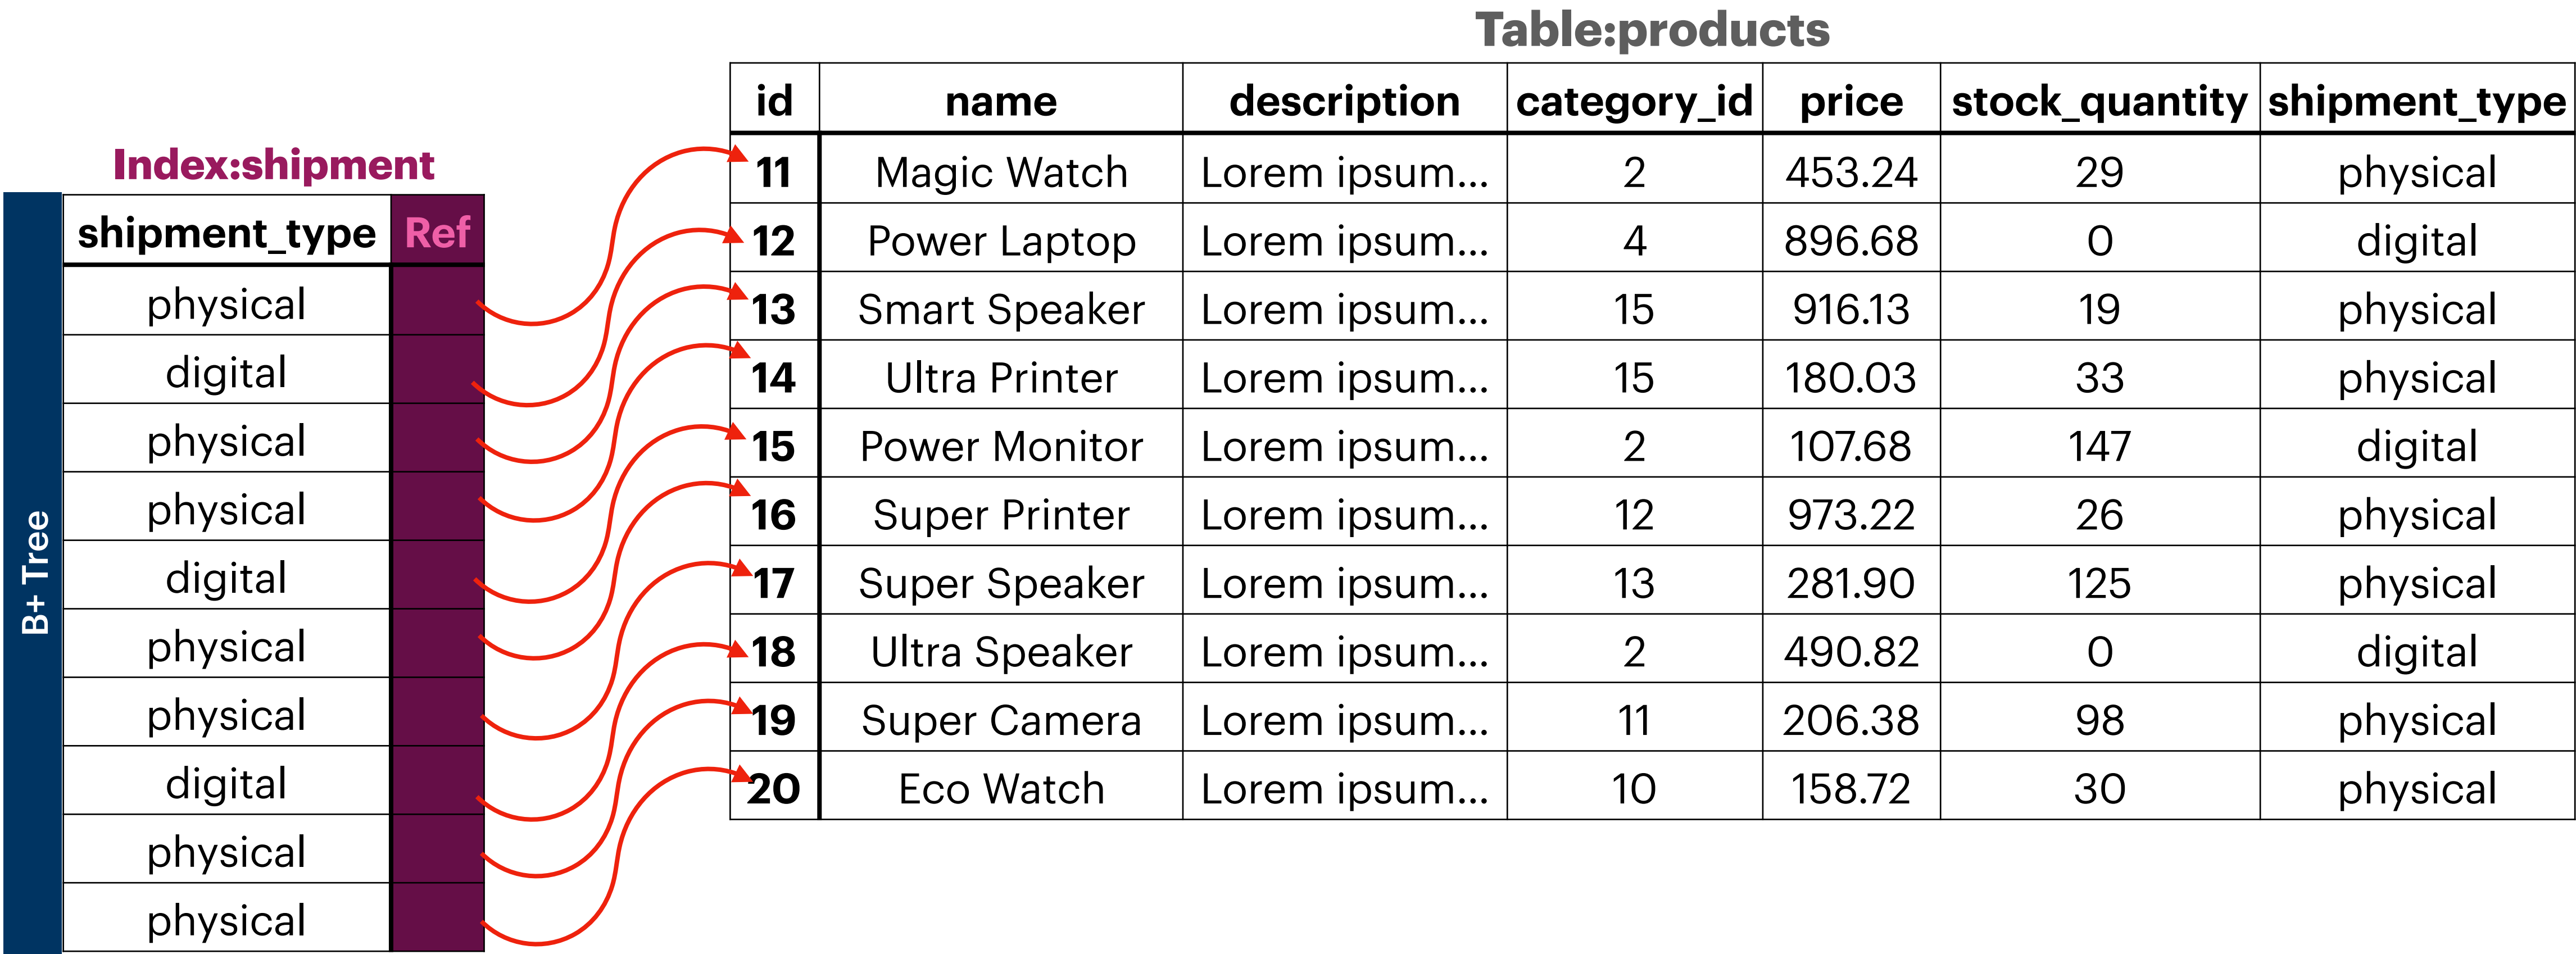 Table:products
id name description category_id price stock_quantity shipment_type
11 Magic Watch Lorem ipsum... 2 453.24 29 physical
12 Power Laptop Lorem ipsum... 4 896.68 0 digital
13 Smart Speaker Lorem ipsum... 15 916.13 19 physical
14 Ultra Printer Lorem ipsum... 15 180.03 33 physical
15 Power Monitor Lorem ipsum... 2 107.68 147 digital
16 Super Printer Lorem ipsum... 12 973.22 26 physical
17 Super Speaker Lorem ipsum... 13 281.90 125 physical
18 Ultra Speaker Lorem ipsum... 2 490.82 0 digital
19 Super Camera Lorem ipsum... 11 206.38 98 physical
20 Eco Watch Lorem ipsum... 10 158.72 30 physical
Index:shipment
B+ Tree
shipment_type Ref
physical
digital
physical
physical
digital
physical
physical
digital
physical
physical